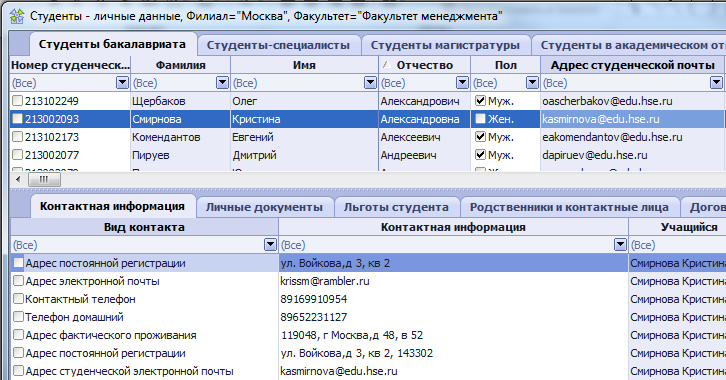 Студенты - личные данные, Филиал="Москва", Факультет="Факультет менеджмента"
Студенты бакалавриата Студенты-специалисты Студенты магистратуры Студенты в академическом от
Номер студенческ... Фамилия Имя Отчество Пол Адрес студенческой почты
(Все) (Все) (Все) (Все) (Все) (Все)
213102249 Щербаков Олег Александрович Муж. oascherbakov@edu.hse.ru
213002093 Смирнова Кристина Александровна Жен. kasmirnova@edu.hse.ru
213102173 Комендантов Евгений Алексеевич Муж. eakomendantov@edu.hse.ru
213002077 Пируев Дмитрий Андреевич Муж. dapiruev@edu.hse.ru
Контактная информация Личные документы Льготы студента Родственники и контактные лица Догов
Вид контакта Контактная информация Учащийся
(Все) (Все) (Все)
Адрес постоянной регистрации ул. Войкова,д 3, кв 2 Смирнова Кристина
Адрес электронной почты krissm@rambler.ru Смирнова Кристина
Контактный телефон 89169910954 Смирнова Кристина
Телефон домашний 89652231127 Смирнова Кристина
Адрес фактического проживания 119048, г Москва,д 48, в 52 Смирнова Кристина
Адрес постоянной регистрации ул. Войкова,д 3, кв 2, 143302 Смирнова Кристина
Адрес студенческой электронной почты kasmirnova@edu.hse.ru Смирнова Кристина